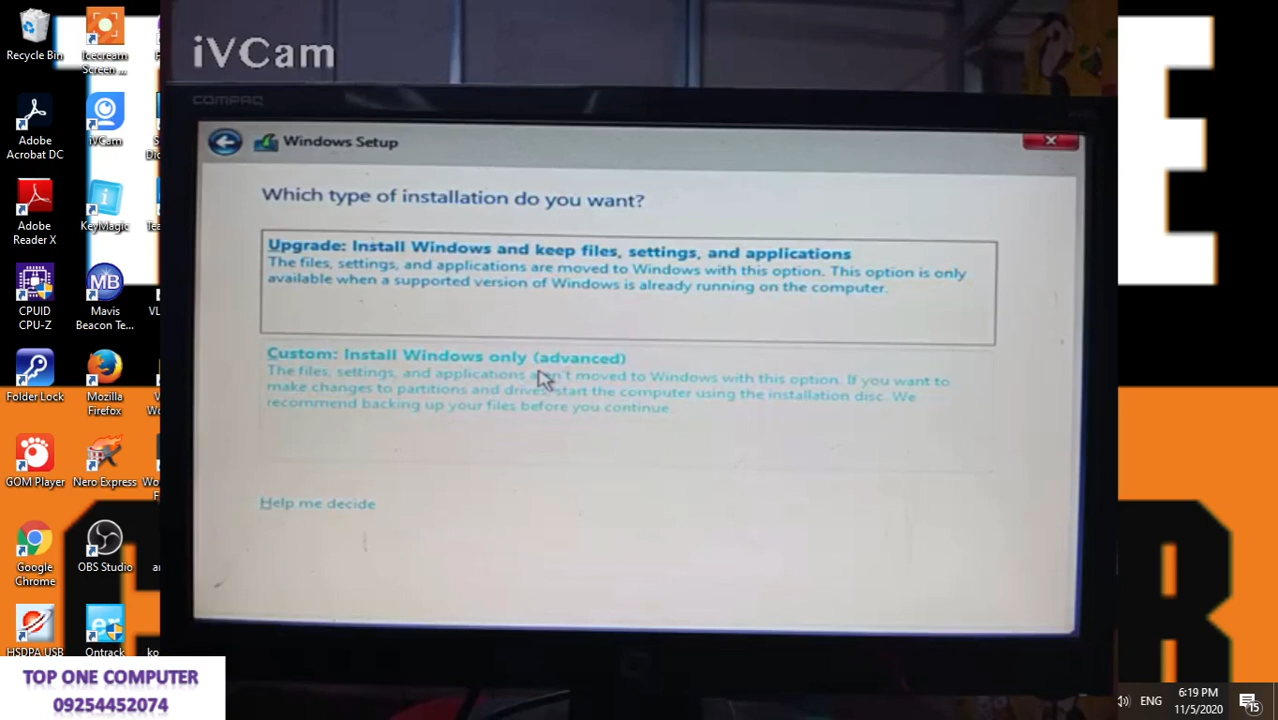 Recycle Bin
Icecream
Screen ...
Adobe
Acrobat DC
iVCam
Adobe
Reader X
KeyMagic
CPUID
CPU-Z
Mavis
Beacon Te...
Folder Lock
Mozilla
Firefox
GOM Player
Nero Express
Google
Chrome
OBS Studio
HSDPA USB
Ontrack
iVCam
COMPAQ
Windows Setup
Which type of installation do you want?
Upgrade: Install Windows and keep files, settings, and applications
The files, settings, and applications are moved to Windows with this option. This option is only
available when a supported version of Windows is already running on the computer.
Custom: Install Windows only (advanced)
The files, settings, and applications aren't moved to Windows with this option. If you want to
make changes to partitions and drives, start the computer using the installation disc. We
recommend backing up your files before you continue.
Help me decide
TOP ONE COMPUTER
09254452074
ENG
6:19 PM
11/5/2020
15